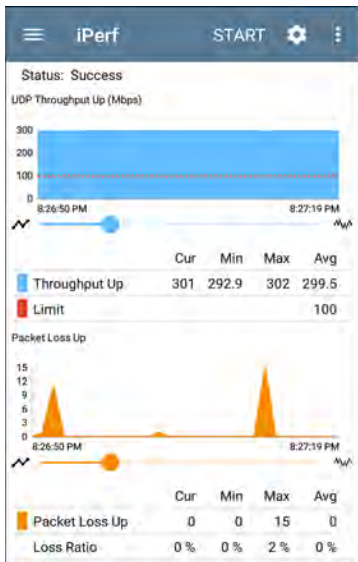 iPerf START
Status: Success
UDP Throughput Up (Mbps)
300
200
100
0
8:26:50 PM 8:27:19 PM
Cur Min Max Avg
Throughput Up 301 292.9 302 299.5
Limit 100
Packet Loss Up
15
12
9
6
3
0
8:26:50 PM 8:27:19 PM
Cur Min Max Avg
Packet Loss Up 0 0 15 0
Loss Ratio 0 % 0 % 2 % 0 %